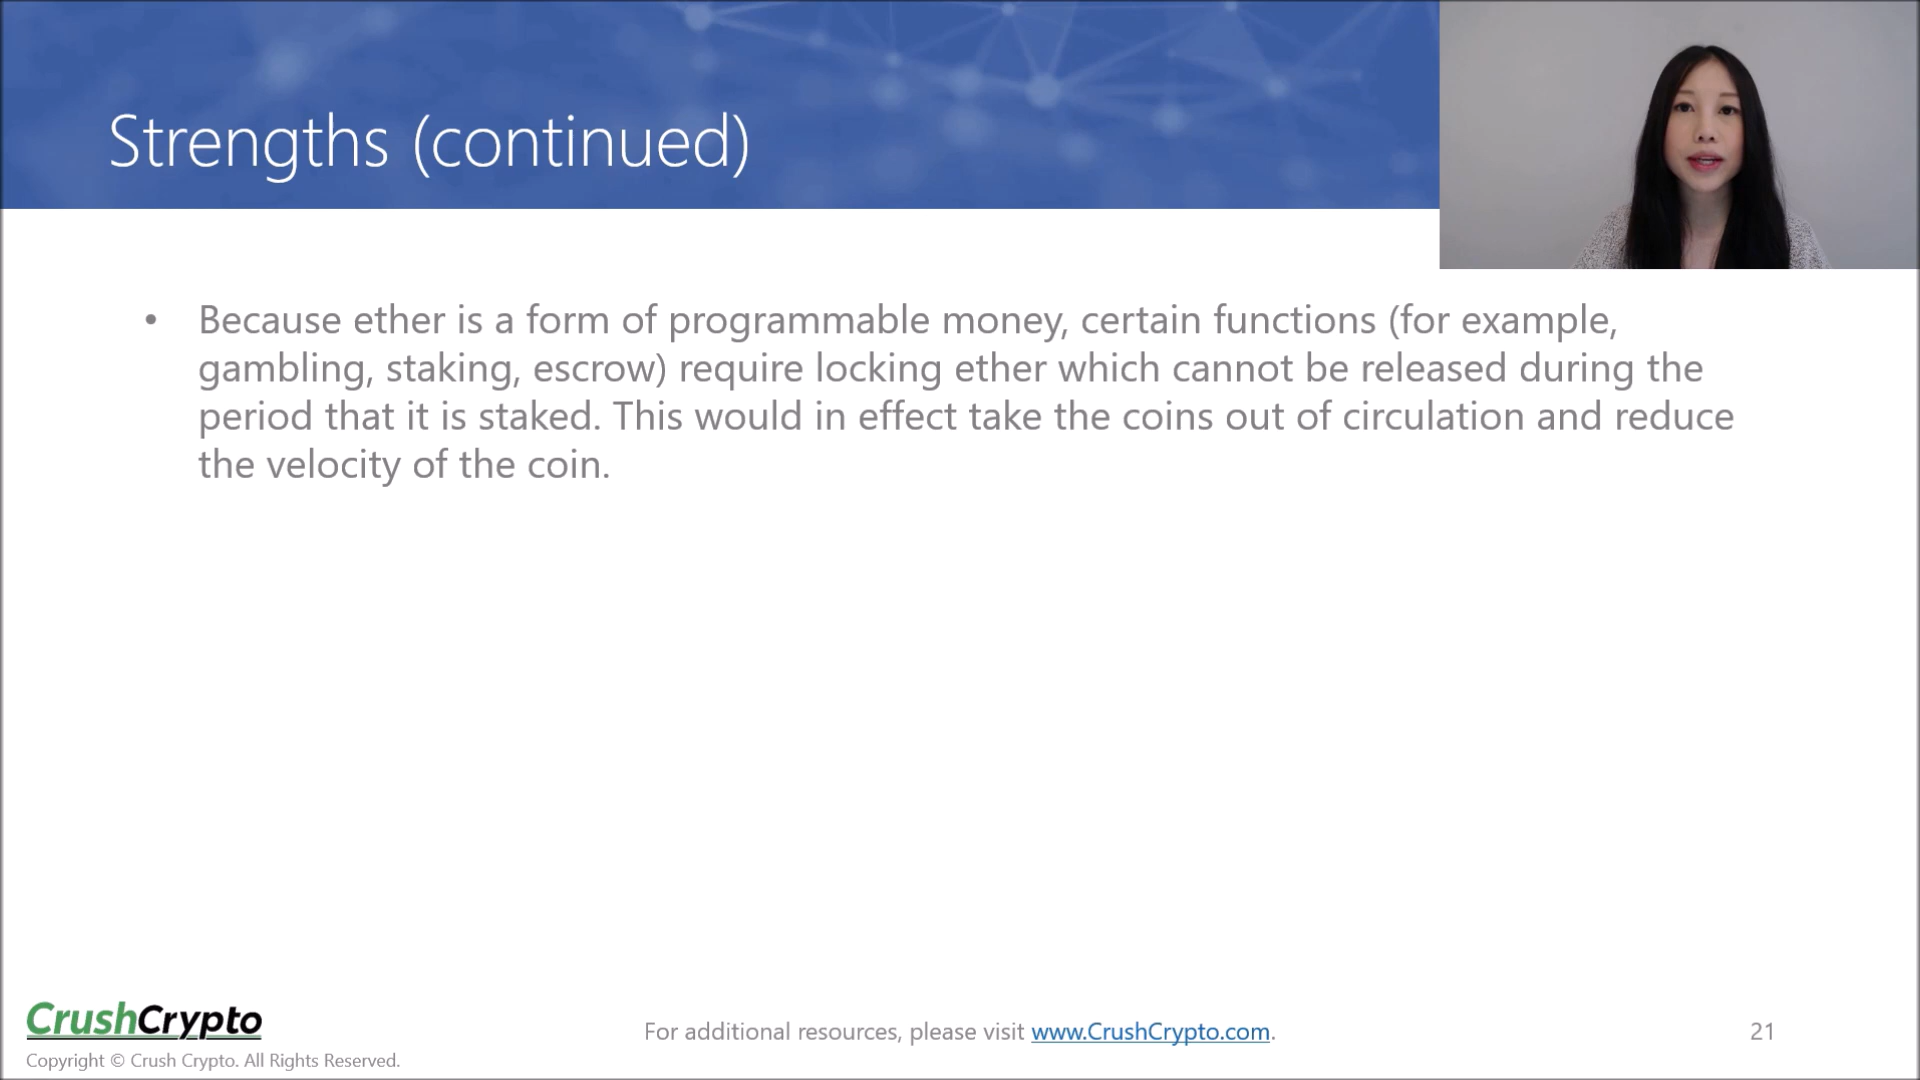 Strengths (continued)
• Because ether is a form of programmable money, certain functions (for example,
gambling, staking, escrow) require locking ether which cannot be released during the
period that it is staked. This would in effect take the coins out of circulation and reduce
the velocity of the coin.
CrushCrypto
Copyright © Crush Crypto. All Rights Reserved.
For additional resources, please visit www.CrushCrypto.com.
21